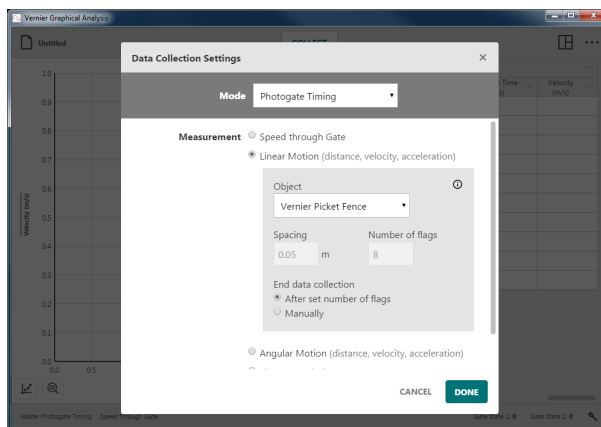 Vernier Graphical Analysis
Untitled
COLLECT
Data Collection Settings
Mode Photogate Timing
Measurement Speed through Gate
Linear Motion (distance, velocity, acceleration)
Object
Vernier Picket Fence
Spacing Number of flags
0.05 m 8
End data collection
After set number of flags
Manually
Angular Motion (distance, velocity, acceleration)
CANCEL DONE
Time Velocity
(m/s)
Velocity (m/s)
1.0
0.9
0.8
0.7
0.6
0.5
0.4
0.3
0.2
0.1
0.0
0.0 0.5
Mode: Photogate Timing Speed through Gate Gate State 1: 0 Gate State 2: 0